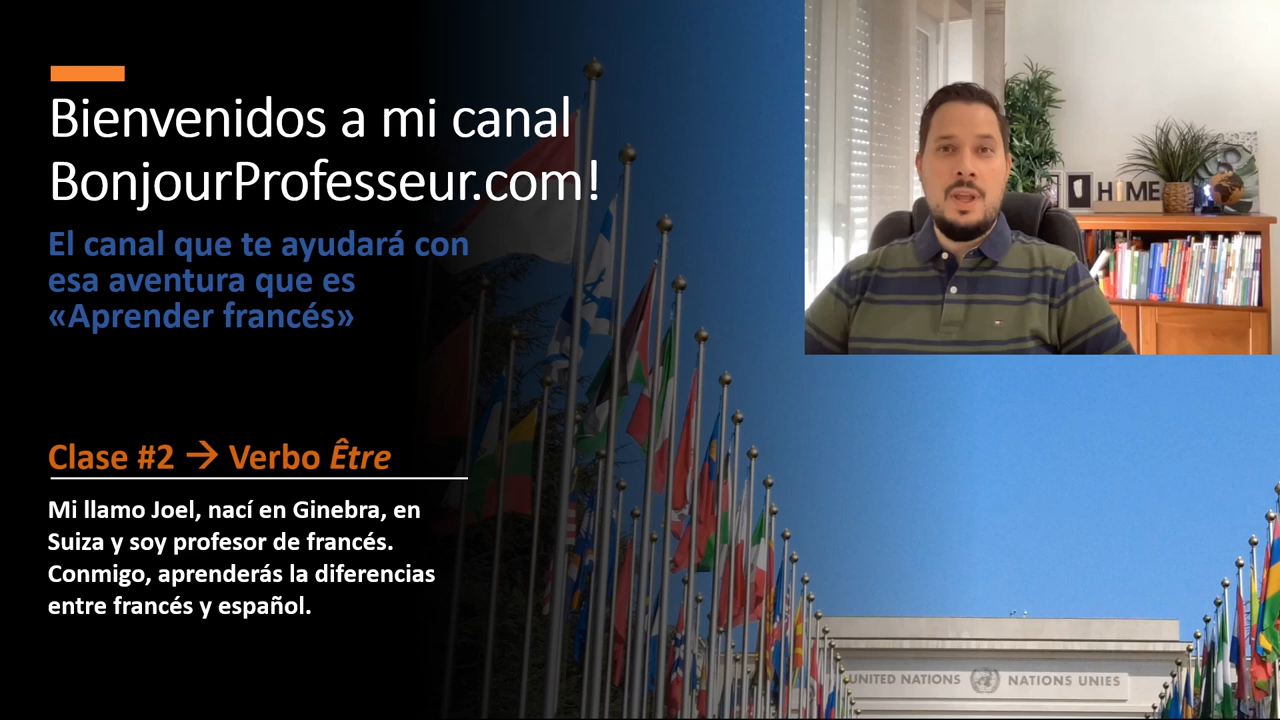 Bienvenidos a mi canal
BonjourProfesseur.com!
El canal que te ayudará con
esa aventura que es
«Aprender francés»
Clase #2 → Verbo Être
Mi llamo Joel, nací en Ginebra, en
Suiza y soy profesor de francés.
Conmigo, aprenderás la diferencias
entre francés y español.
HOME
UNITED NATIONS NATIONS UNIES